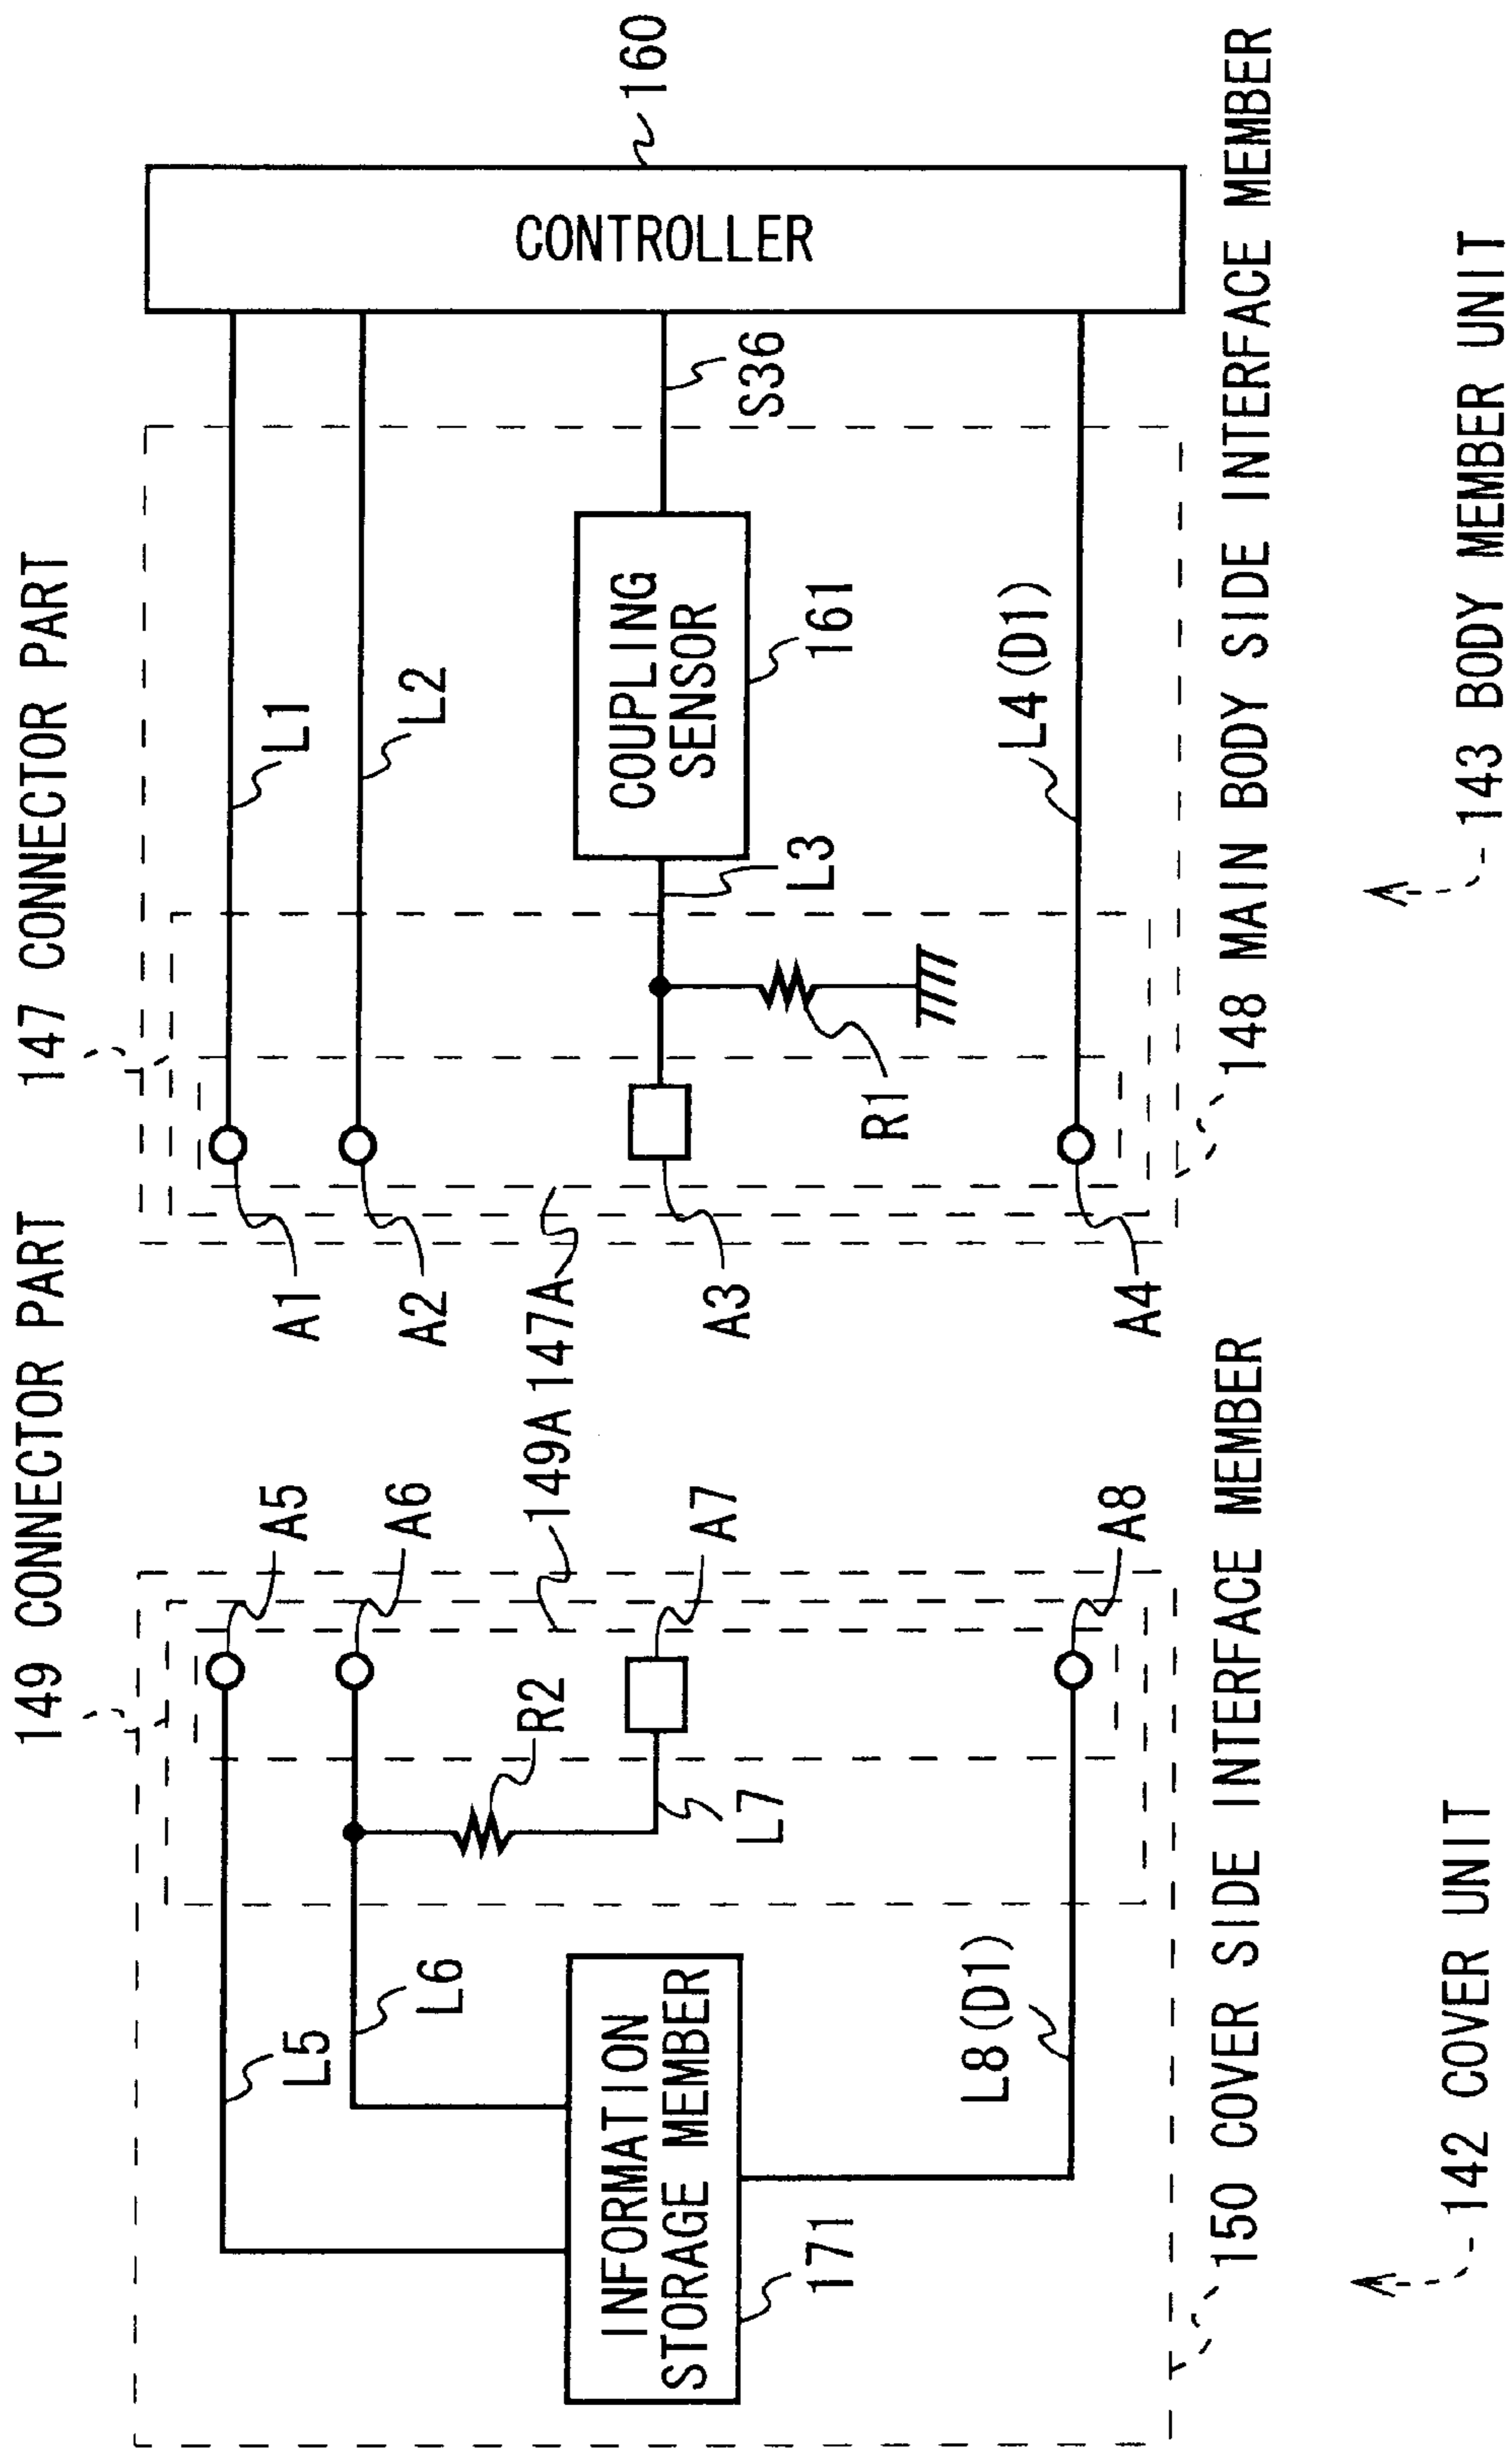 149 CONNECTOR PART
147 CONNECTOR PART
L5
A5
A1
L1
L6
A6
A2
L2
R2
149A
147A
CONTROLLER
160
INFORMATION
STORAGE MEMBER
171
L7
A7
A3
L3
COUPLING
SENSOR
161
S36
R1
L8(D1)
A8
A4
L4(D1)
150 COVER SIDE INTERFACE MEMBER
148 MAIN BODY SIDE INTERFACE MEMBER
142 COVER UNIT
143 BODY MEMBER UNIT